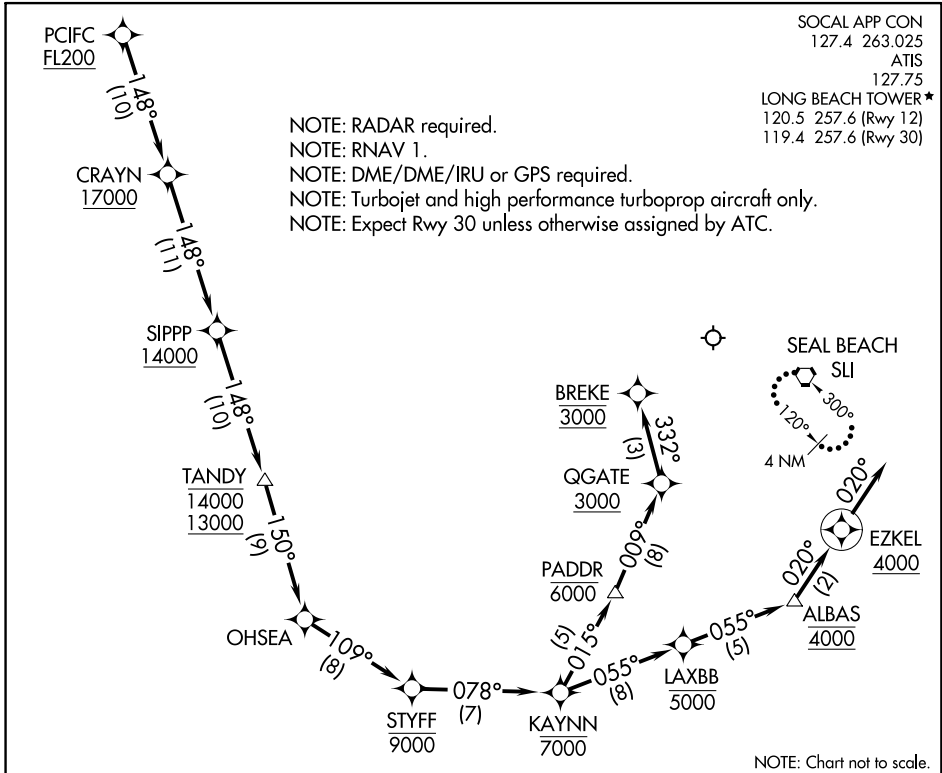 SOCAL APP CON
127.4 263.025
ATIS
127.75
LONG BEACH TOWER★
120.5 257.6 (Rwy 12)
119.4 257.6 (Rwy 30)
NOTE: RADAR required.
NOTE: RNAV 1.
NOTE: DME/DME/IRU or GPS required.
NOTE: Turbojet and high performance turboprop aircraft only.
NOTE: Expect Rwy 30 unless otherwise assigned by ATC.
PCIFC
FL200
148°
(10)
CRAYN
17000
148°
(11)
SIPPP
14000
148°
(10)
TANDY
14000
13000
150°
(9)
OHSEA
109°
(8)
STYFF
9000
078°
(7)
KAYNN
7000
015°
(5)
PADDR
6000
009°
(8)
QGATE
3000
332°
(3)
BREKE
3000
055°
(8)
LAXBB
5000
055°
(5)
ALBAS
4000
020°
(2)
EZKEL
4000
020°
SEAL BEACH
SLI
300°
120°
4 NM
NOTE: Chart not to scale.